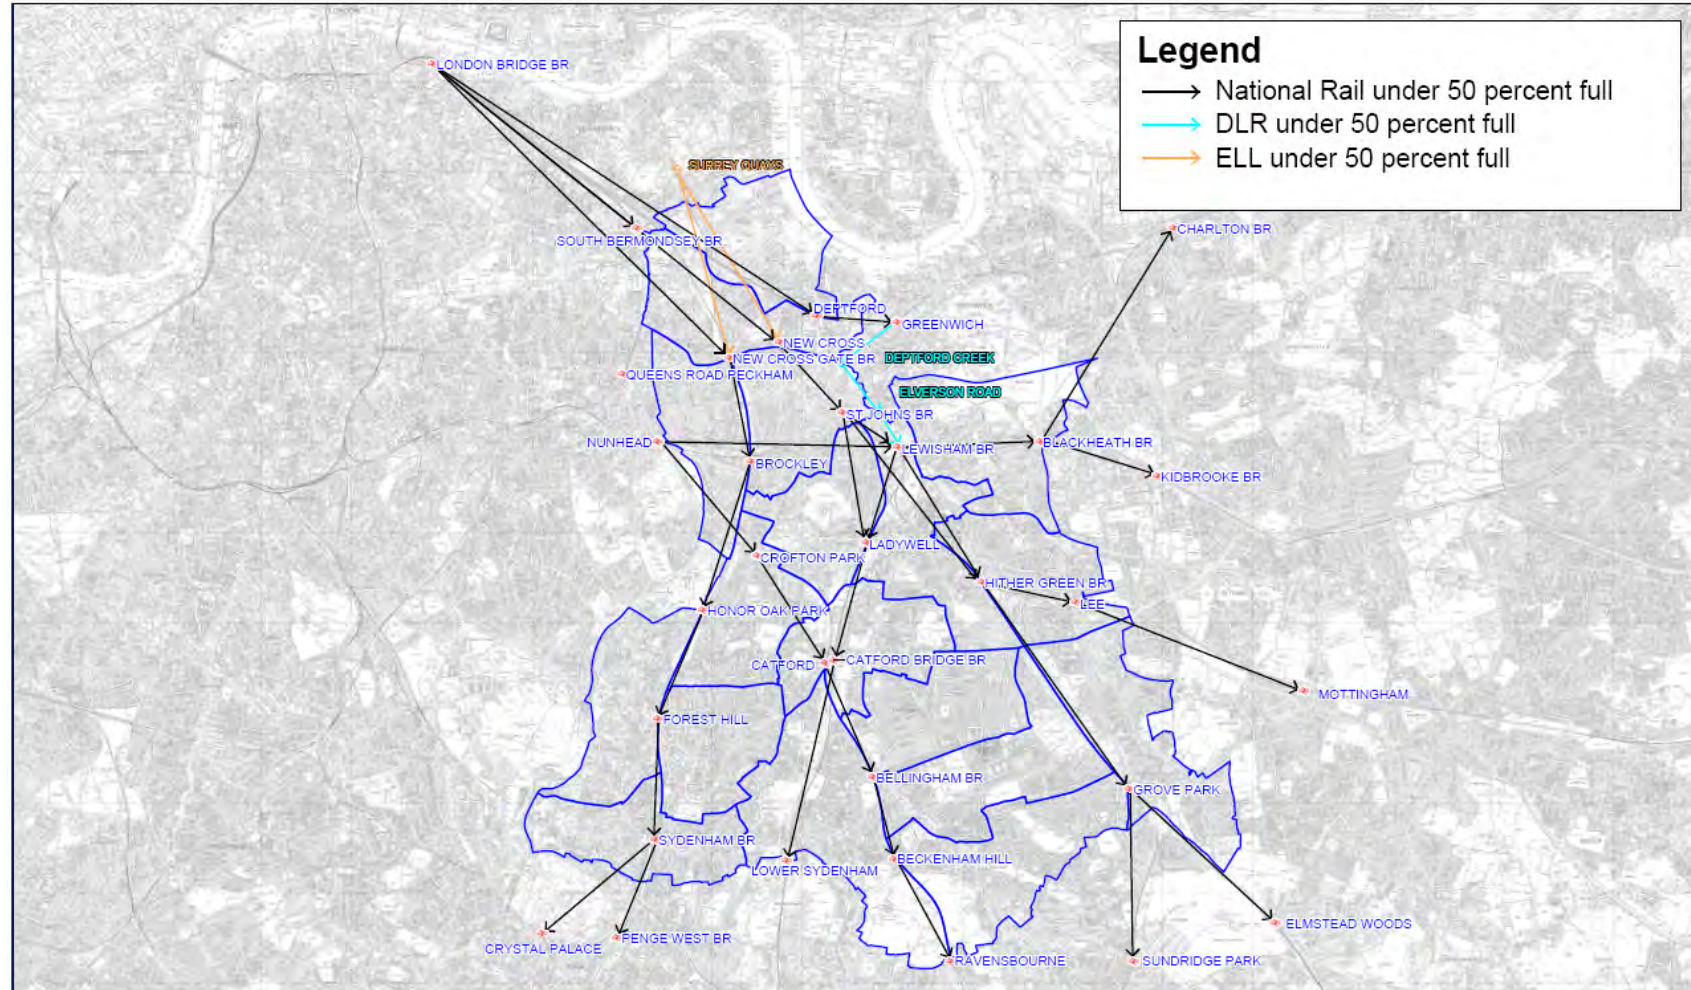 Legend
National Rail under 50 percent full
DLR under 50 percent full
ELL under 50 percent full
LONDON BRIDGE BR
SURREY QUAYS
CHARLTON BR
SOUTH BERMONDSEY BR
DEPTFORD
GREENWICH
NEW CROSS
NEW CROSS GATE BR
DEPTFORD CREEK
QUEENS ROAD PECKHAM
ELVERSON ROAD
ST JOHNS BR
NUNHEAD
LEWISHAM BR
BLACKHEATH BR
BROCKLEY
KIDBROOKE BR
LADYWELL
CROFTON PARK
HITHER GREEN BR
LEE
HONOR OAK PARK
CATFORD
CATFORD BRIDGE BR
MOTTINGHAM
FOREST HILL
BELLINGHAM BR
GROVE PARK
SYDENHAM BR
LOWER SYDENHAM
BECKENHAM HILL
ELMSTEAD WOODS
CRYSTAL PALACE
PENGE WEST BR
RAVENSBOURNE
SUNDRIDGE PARK